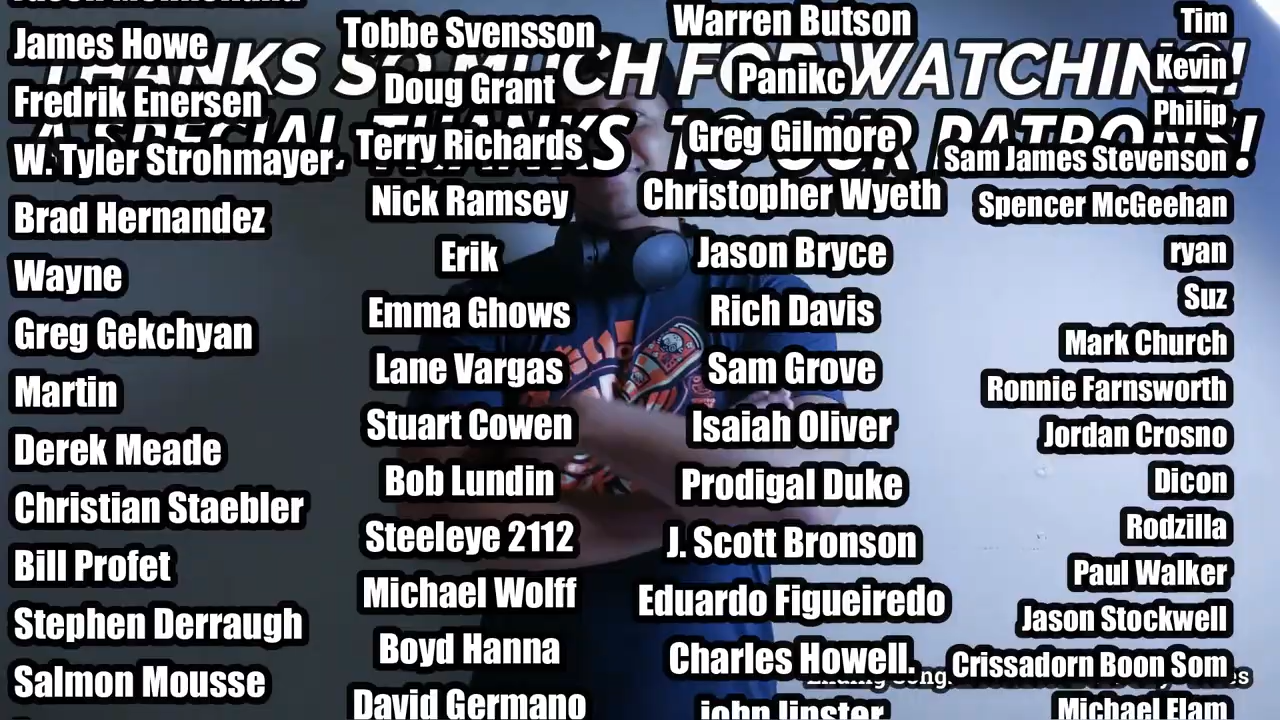 THANKS SO MUCH FOR WATCHING!
A SPECIAL THANKS TO OUR PATRONS!
James Howe
Fredrik Enersen
W. Tyler Strohmayer.
Brad Hernandez
Wayne
Greg Gekchyan
Martin
Derek Meade
Christian Staebler
Bill Profet
Stephen Derraugh
Salmon Mousse
Tobbe Svensson
Doug Grant
Terry Richards
Nick Ramsey
Erik
Emma Ghows
Lane Vargas
Stuart Cowen
Bob Lundin
Steeleye 2112
Michael Wolff
Boyd Hanna
David Germano
Warren Butson
Panikc
Greg Gilmore
Christopher Wyeth
Jason Bryce
Rich Davis
Sam Grove
Isaiah Oliver
Prodigal Duke
J. Scott Bronson
Eduardo Figueiredo
Charles Howell.
john lipster
Tim
Kevin
Philip
Sam James Stevenson
Spencer McGeehan
ryan
Suz
Mark Church
Ronnie Farnsworth
Jordan Crosno
Dicon
Rodzilla
Paul Walker
Jason Stockwell
Crissadorn Boon Som
Michael Elam
Ending Song